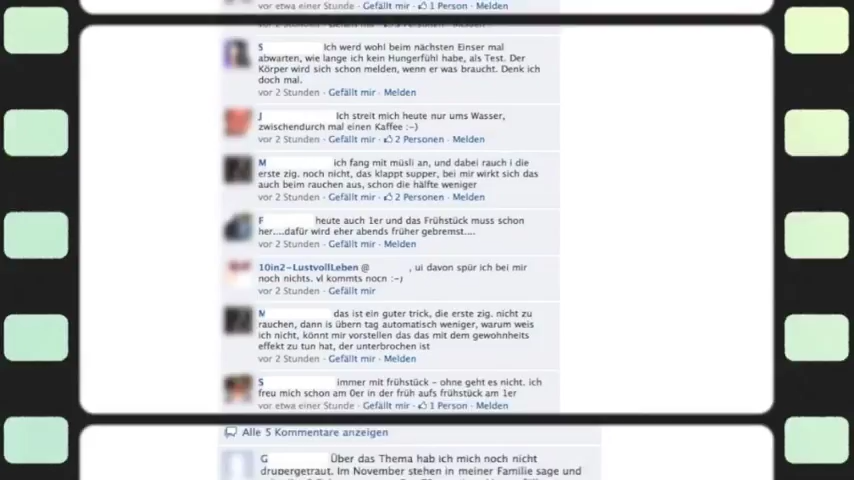 vor etwa einer Stunde · Gefällt mir · 1 Person · Melden
S Ich werd wohl beim nächsten Einser mal
abwarten, wie lange ich kein Hungerfühl habe, als Test. Der
Körper wird sich schon melden, wenn er was braucht. Denk ich
doch mal.
vor 2 Stunden · Gefällt mir · Melden
J Ich streit mich heute nur ums Wasser,
zwischendurch mal einen Kaffee :-)
vor 2 Stunden · Gefällt mir · 2 Personen · Melden
M ich fang mit müsli an, und dabei rauch i die
erste zig. noch nicht, das klappt supper, bei mir wirkt sich das
auch beim rauchen aus, schon die hälfte weniger
vor 2 Stunden · Gefällt mir · 2 Personen · Melden
F heute auch 1er und das Frühstück muss schon
her....dafür wird eher abends früher gebremst....
vor 2 Stunden · Gefällt mir · Melden
10in2-LustvollLeben @ , ui davon spür ich bei mir
noch nichts. vl kommts noch :-)
vor 2 Stunden · Gefällt mir
M das ist ein guter trick, die erste zig. nicht zu
rauchen, dann is übern tag automatisch weniger, warum weis
ich nicht, könnt mir vorstellen das das mit dem gewohnheits
effekt zu tun hat, der unterbrochen ist
vor 2 Stunden · Gefällt mir · Melden
S immer mit frühstück - ohne geht es nicht. ich
freu mich schon am 0er in der früh aufs frühstück am 1er
vor etwa einer Stunde · Gefällt mir · 1 Person · Melden
Alle 5 Kommentare anzeigen
G Über das Thema hab ich mich noch nicht
drübergetraut. Im November stehen in meiner Familie sage und